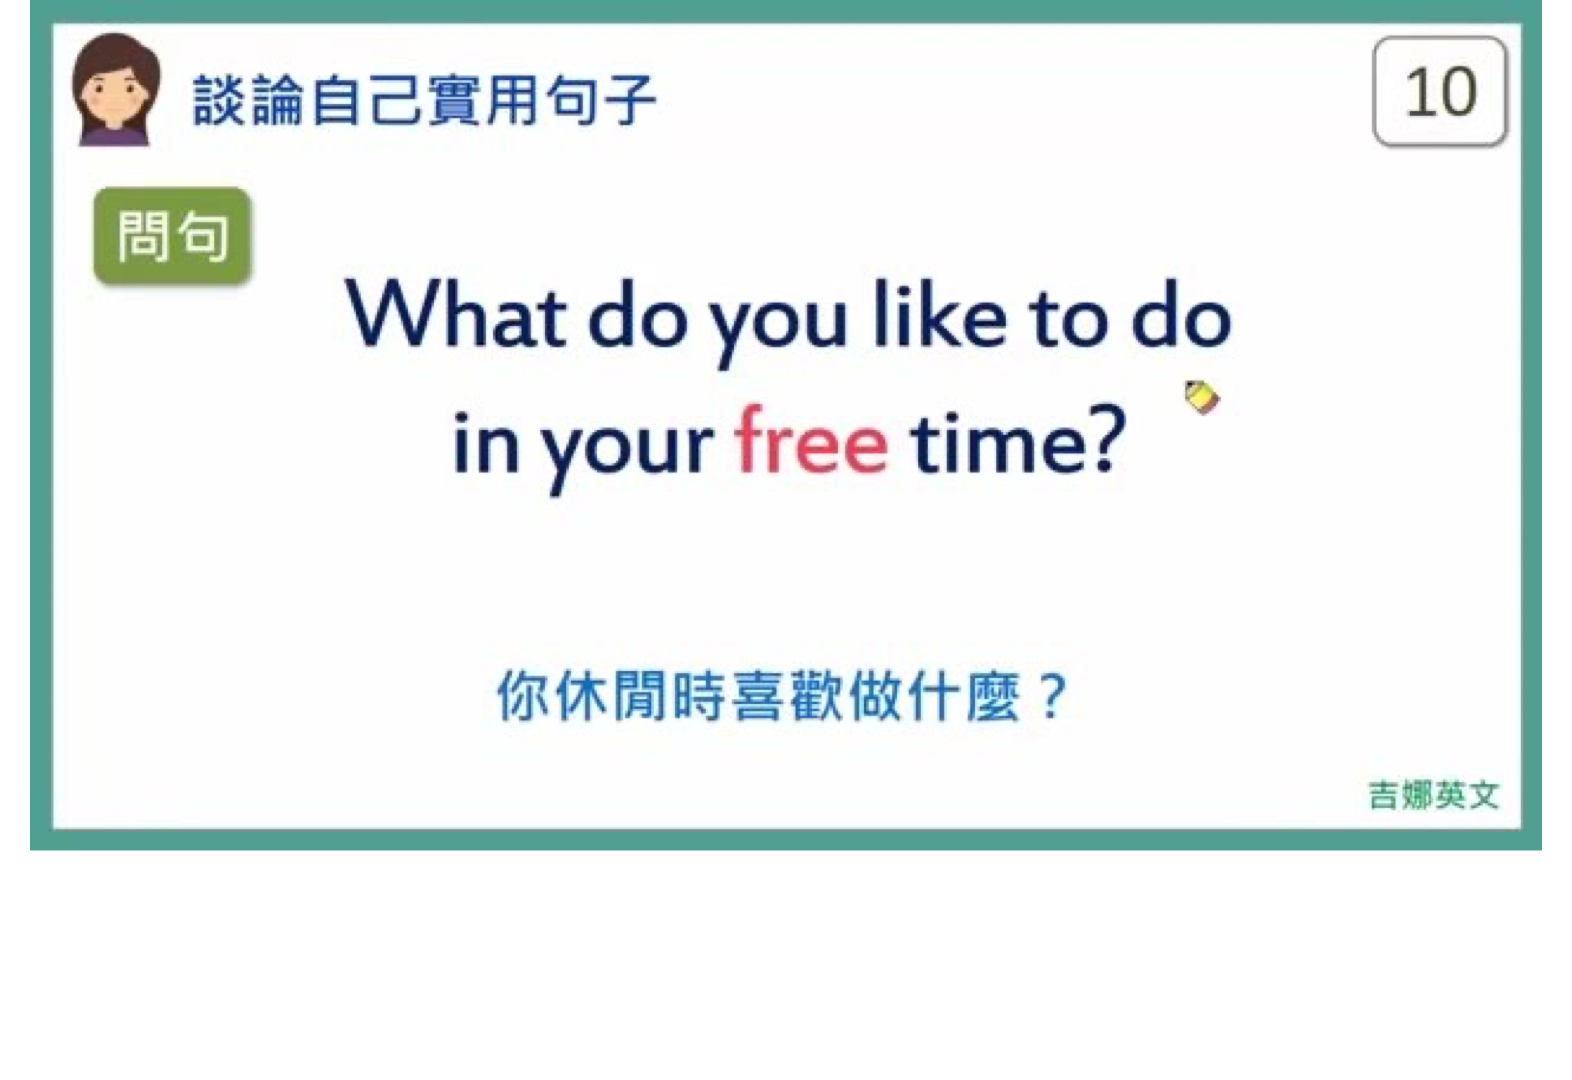 談論自己實用句子
10
問句
What do you like to do
in your free time?
你休閒時喜歡做什麼？
吉娜英文